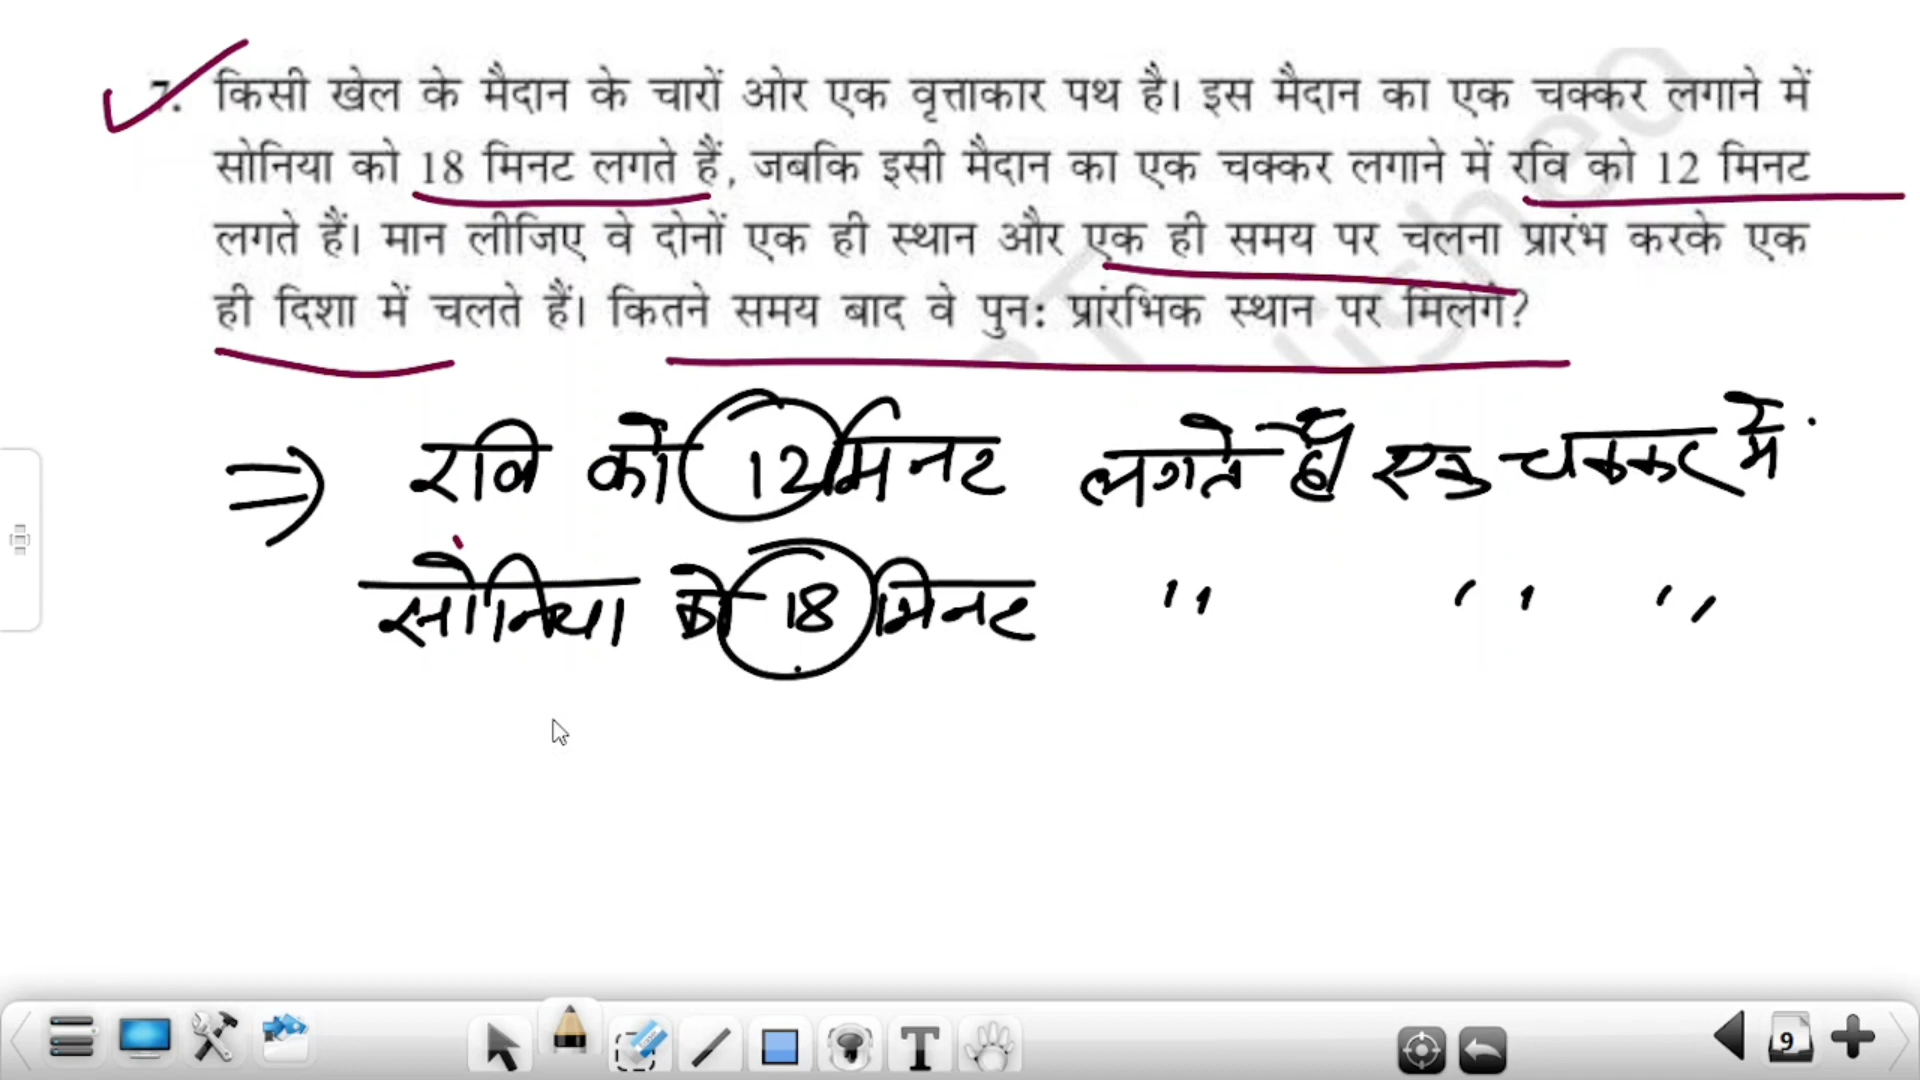 7. किसी खेल के मैदान के चारों ओर एक वृत्ताकार पथ है। इस मैदान का एक चक्कर लगाने में
सोनिया को 18 मिनट लगते हैं, जबकि इसी मैदान का एक चक्कर लगाने में रवि को 12 मिनट
लगते हैं। मान लीजिए वे दोनों एक ही स्थान और एक ही समय पर चलना प्रारंभ करके एक
ही दिशा में चलते हैं। कितने समय बाद वे पुन: प्रांरभिक स्थान पर मिलेंगे?
⇒ रवि को 12 मिनट लगते हैं एक चक्कर में
सोनिया को 18 मिनट " " "
T
9